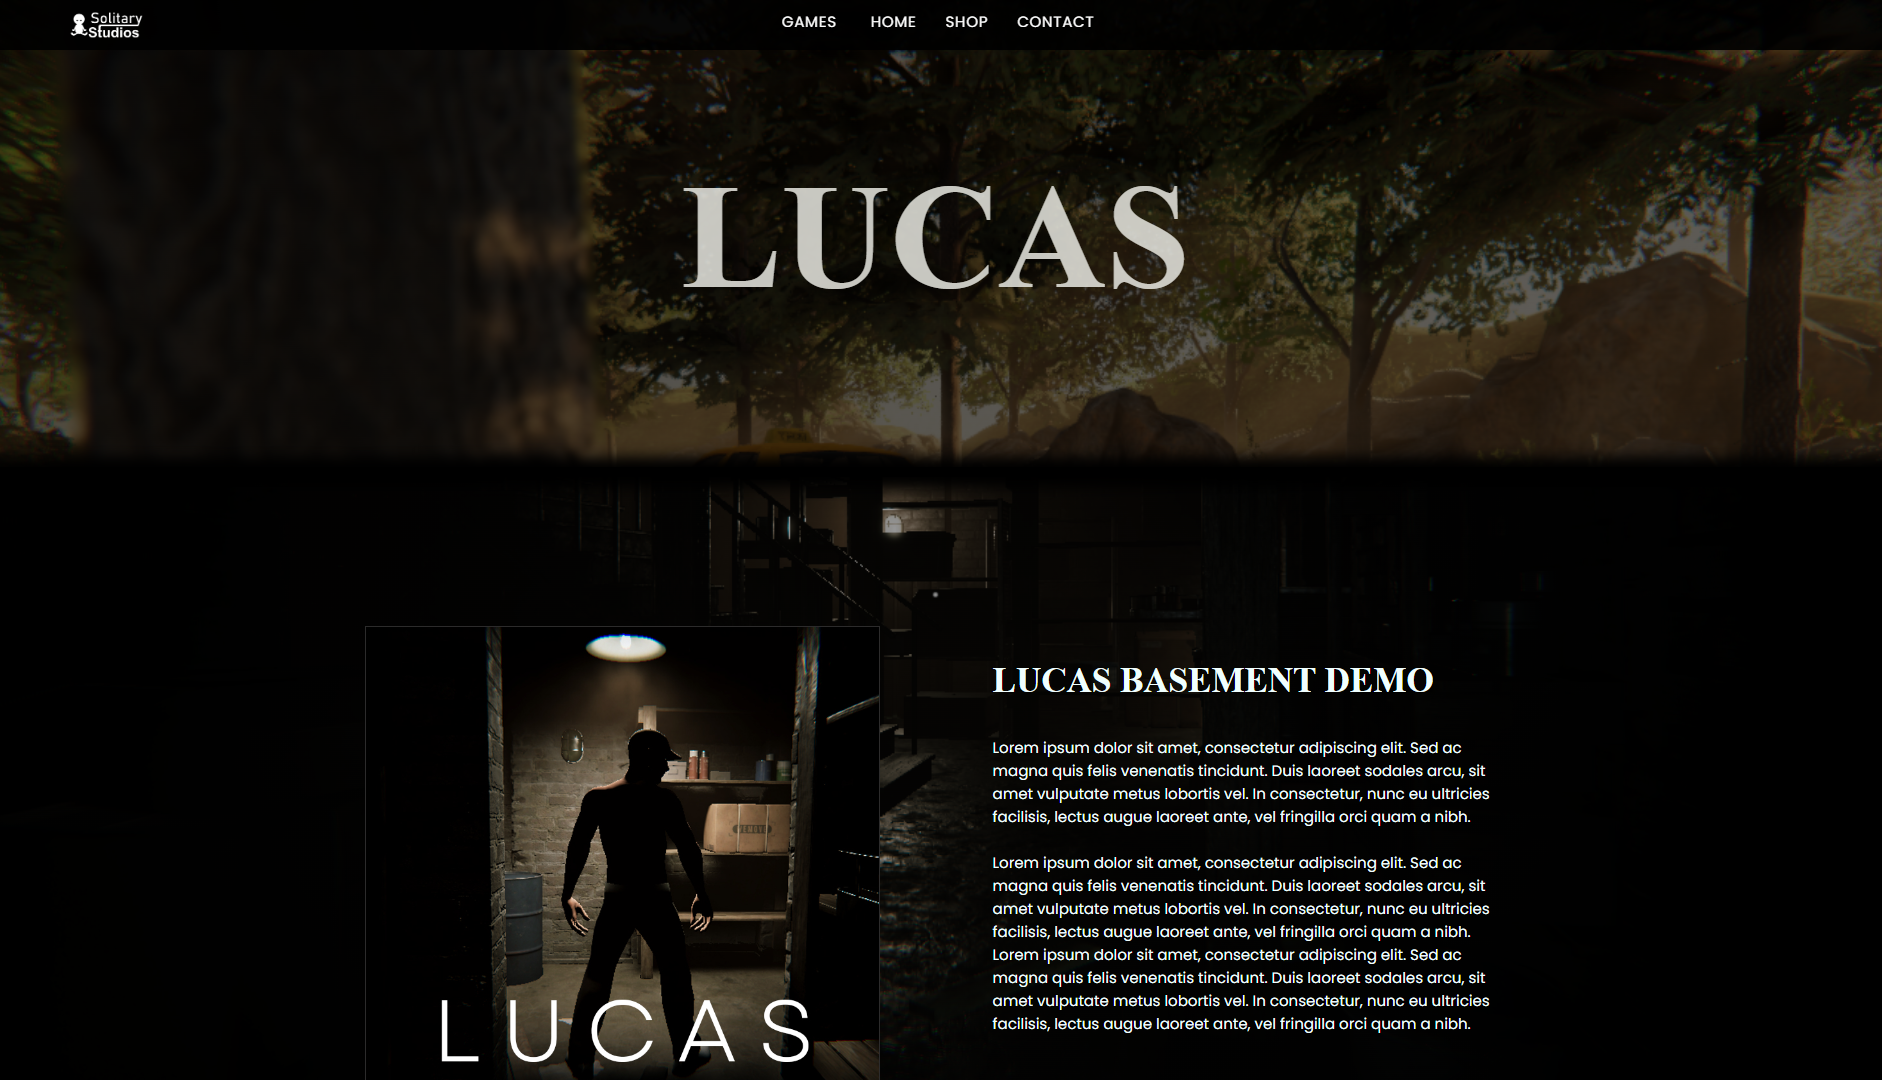 Solitary
Studios
GAMES HOME SHOP CONTACT
LUCAS
LUCAS BASEMENT DEMO
Lorem ipsum dolor sit amet, consectetur adipiscing elit. Sed ac
magna quis felis venenatis tincidunt. Duis laoreet sodales arcu, sit
amet vulputate metus lobortis vel. In consectetur, nunc eu ultricies
facilisis, lectus augue laoreet ante, vel fringilla orci quam a nibh.
Lorem ipsum dolor sit amet, consectetur adipiscing elit. Sed ac
magna quis felis venenatis tincidunt. Duis laoreet sodales arcu, sit
amet vulputate metus lobortis vel. In consectetur, nunc eu ultricies
facilisis, lectus augue laoreet ante, vel fringilla orci quam a nibh.
Lorem ipsum dolor sit amet, consectetur adipiscing elit. Sed ac
magna quis felis venenatis tincidunt. Duis laoreet sodales arcu, sit
amet vulputate metus lobortis vel. In consectetur, nunc eu ultricies
facilisis, lectus augue laoreet ante, vel fringilla orci quam a nibh.
LUCAS